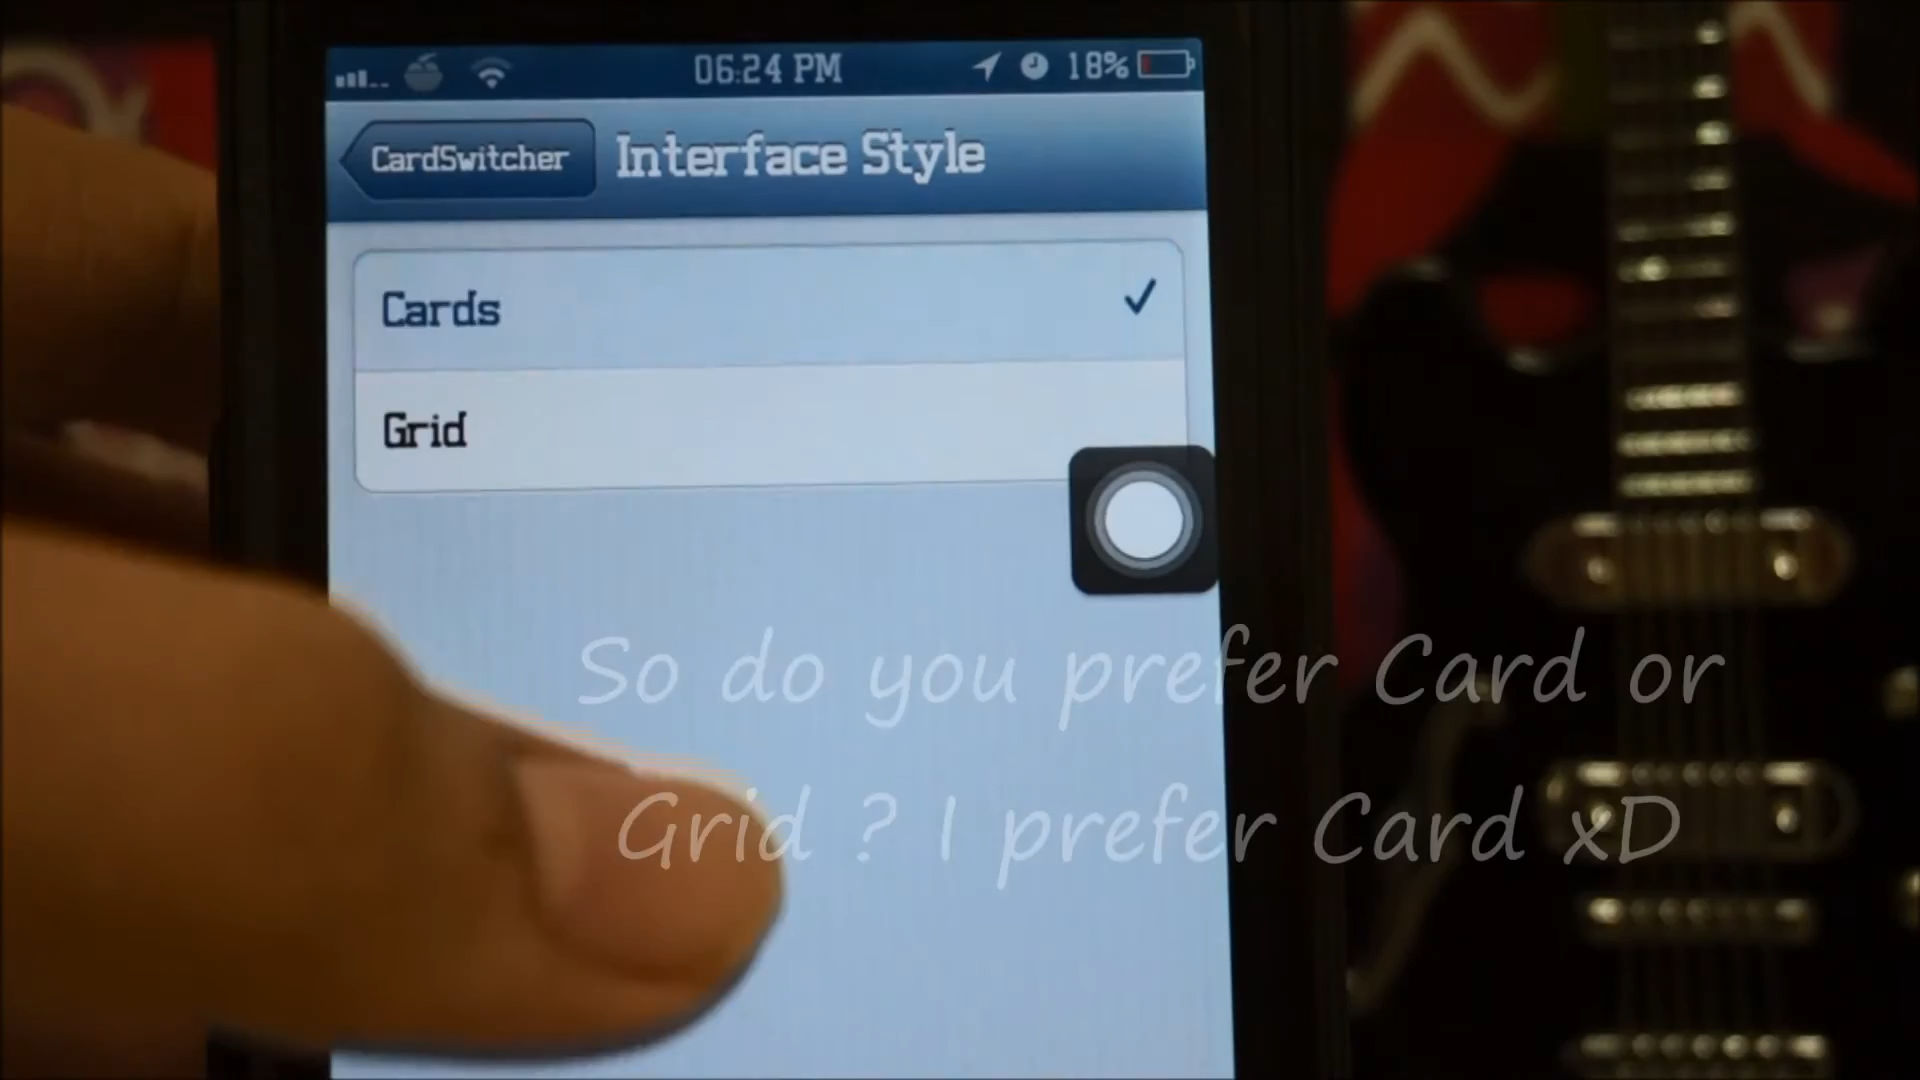 06:24 PM 18%
CardSwitcher Interface Style
Cards
Grid
So do you prefer Card or
Grid ? I prefer Card xD